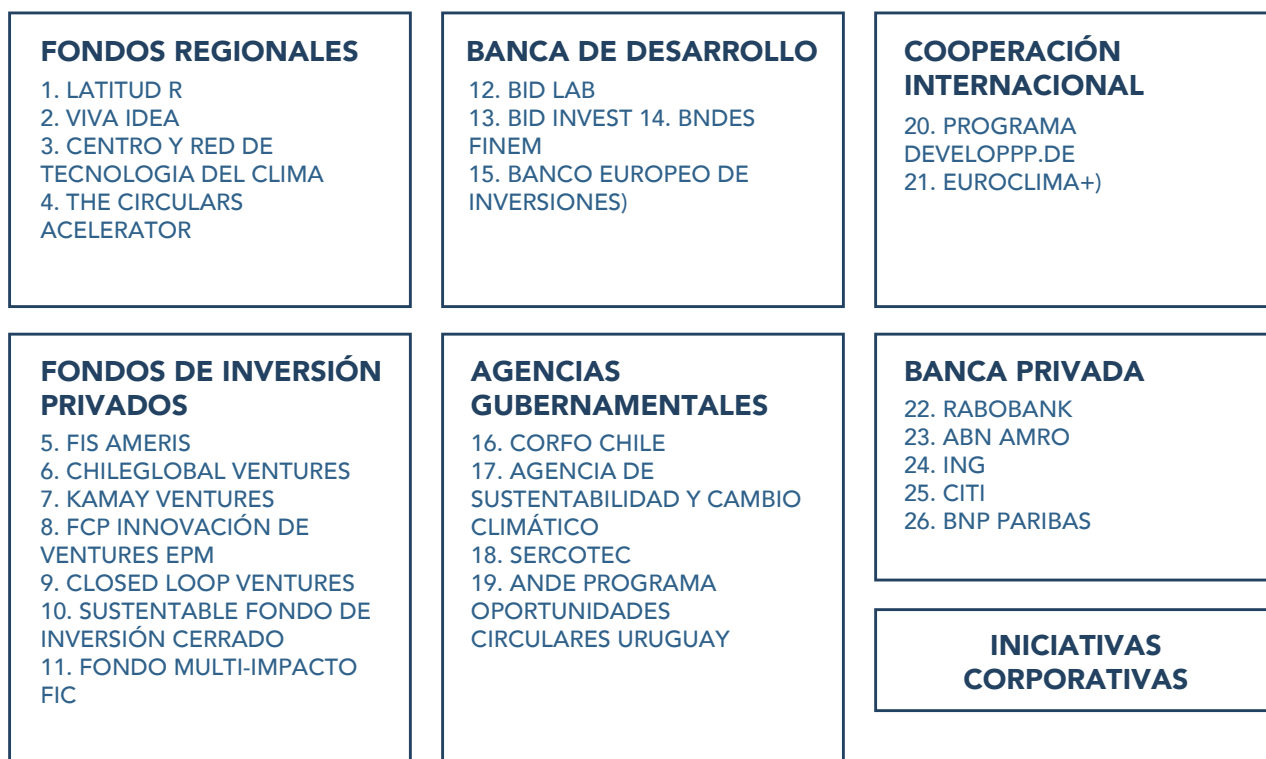 FONDOS REGIONALES
1. LATITUD R
2. VIVA IDEA
3. CENTRO Y RED DE
TECNOLOGIA DEL CLIMA
4. THE CIRCULARS
ACELERATOR
BANCA DE DESARROLLO
12. BID LAB
13. BID INVEST 14. BNDES
FINEM
15. BANCO EUROPEO DE
INVERSIONES)
COOPERACIÓN
INTERNACIONAL
20. PROGRAMA
DEVELOPPP.DE
21. EUROCLIMA+)
FONDOS DE INVERSIÓN
PRIVADOS
5. FIS AMERIS
6. CHILEGLOBAL VENTURES
7. KAMAY VENTURES
8. FCP INNOVACIÓN DE
VENTURES EPM
9. CLOSED LOOP VENTURES
10. SUSTENTABLE FONDO DE
INVERSIÓN CERRADO
11. FONDO MULTI-IMPACTO
FIC
AGENCIAS
GUBERNAMENTALES
16. CORFO CHILE
17. AGENCIA DE
SUSTENTABILIDAD Y CAMBIO
CLIMÁTICO
18. SERCOTEC
19. ANDE PROGRAMA
OPORTUNIDADES
CIRCULARES URUGUAY
BANCA PRIVADA
22. RABOBANK
23. ABN AMRO
24. ING
25. CITI
26. BNP PARIBAS
INICIATIVAS
CORPORATIVAS